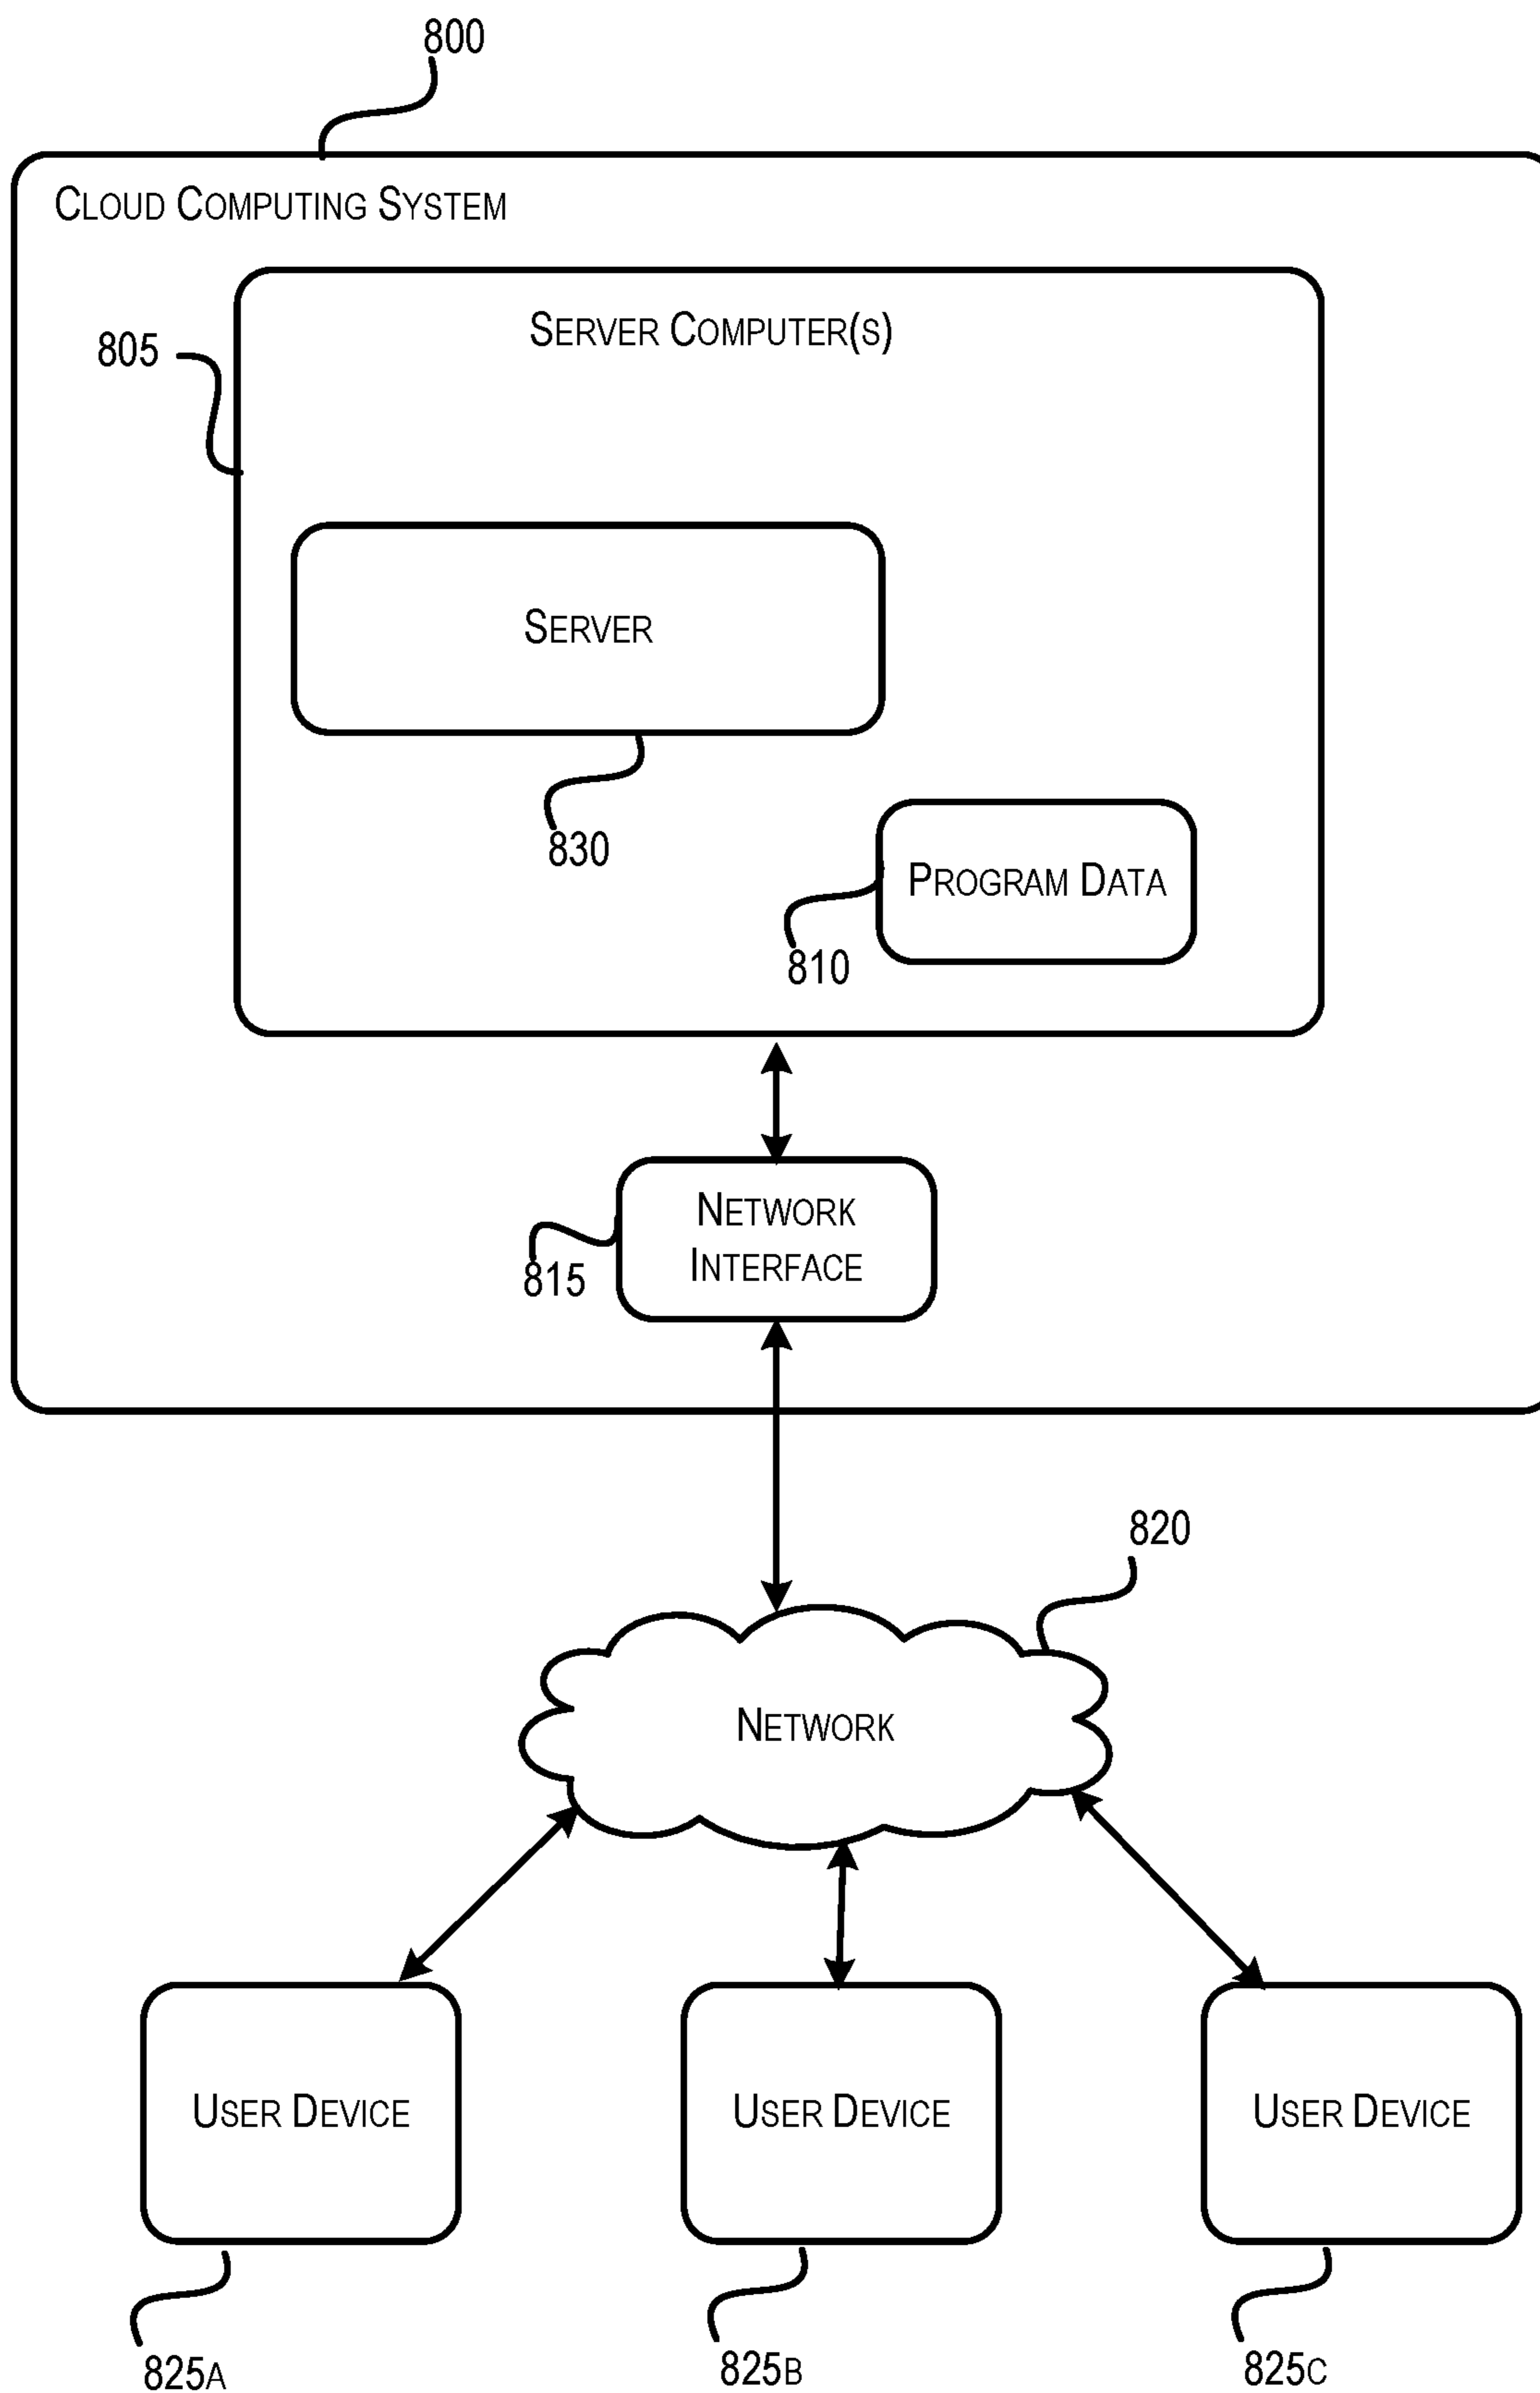 800
CLOUD COMPUTING SYSTEM
SERVER COMPUTER(S)
805
SERVER
830
PROGRAM DATA
810
NETWORK
INTERFACE
815
820
NETWORK
USER DEVICE
USER DEVICE
USER DEVICE
825A
825B
825C